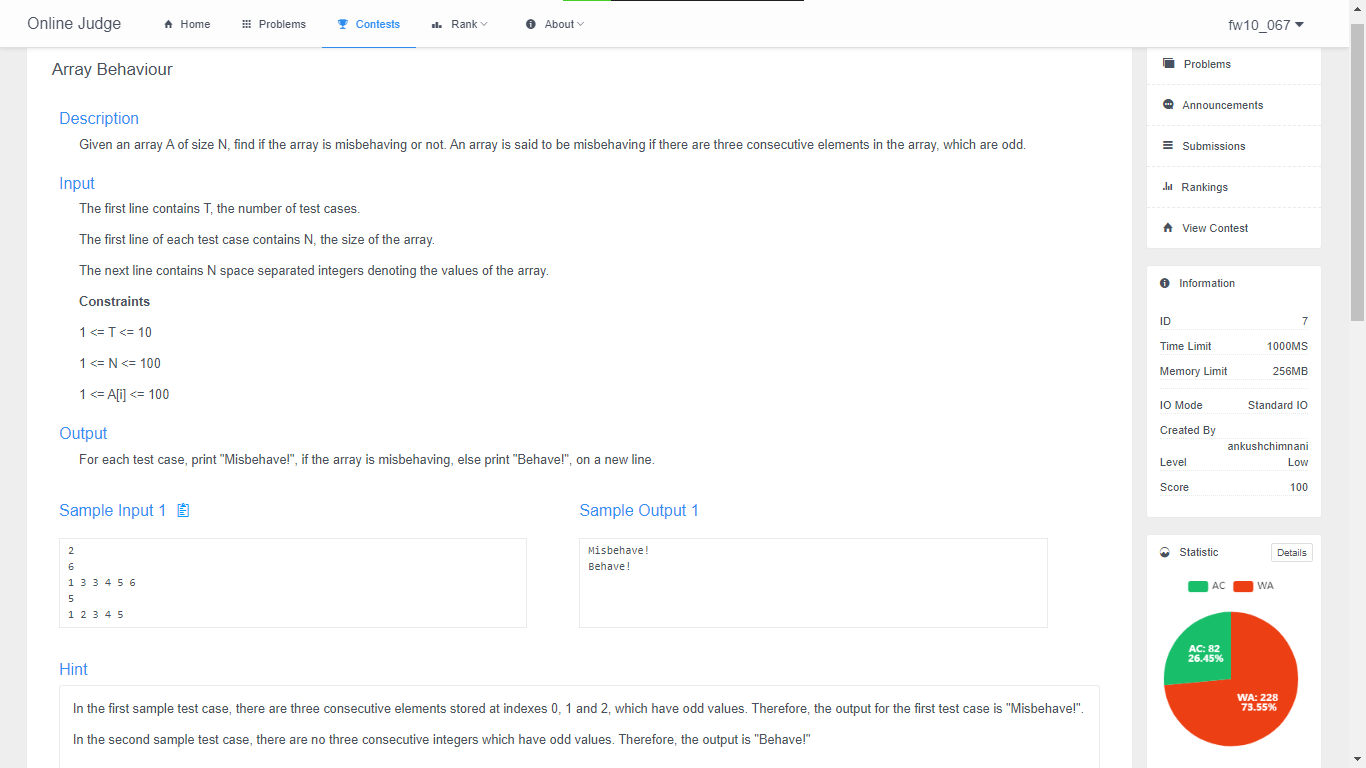 Online Judge
Home
Problems
Contests
Rank
About
fw10_067
Array Behaviour
Description
Given an array A of size N, find if the array is misbehaving or not. An array is said to be misbehaving if there are three consecutive elements in the array, which are odd.
Input
The first line contains T, the number of test cases.
The first line of each test case contains N, the size of the array.
The next line contains N space separated integers denoting the values of the array.
Constraints
1 <= T <= 10
1 <= N <= 100
1 <= A[i] <= 100
Output
For each test case, print "Misbehave!", if the array is misbehaving, else print "Behave!", on a new line.
Sample Input 1
2
6
1 3 3 4 5 6
5
1 2 3 4 5
Sample Output 1
Misbehave!
Behave!
Hint
In the first sample test case, there are three consecutive elements stored at indexes 0, 1 and 2, which have odd values. Therefore, the output for the first test case is "Misbehave!".
In the second sample test case, there are no three consecutive integers which have odd values. Therefore, the output is "Behave!"
Problems
Announcements
Submissions
Rankings
View Contest
Information
ID 7
Time Limit 1000MS
Memory Limit 256MB
IO Mode Standard IO
Created By
ankushchimnani
Level Low
Score 100
Statistic Details
AC WA
AC: 82
26.45%
WA: 228
73.55%